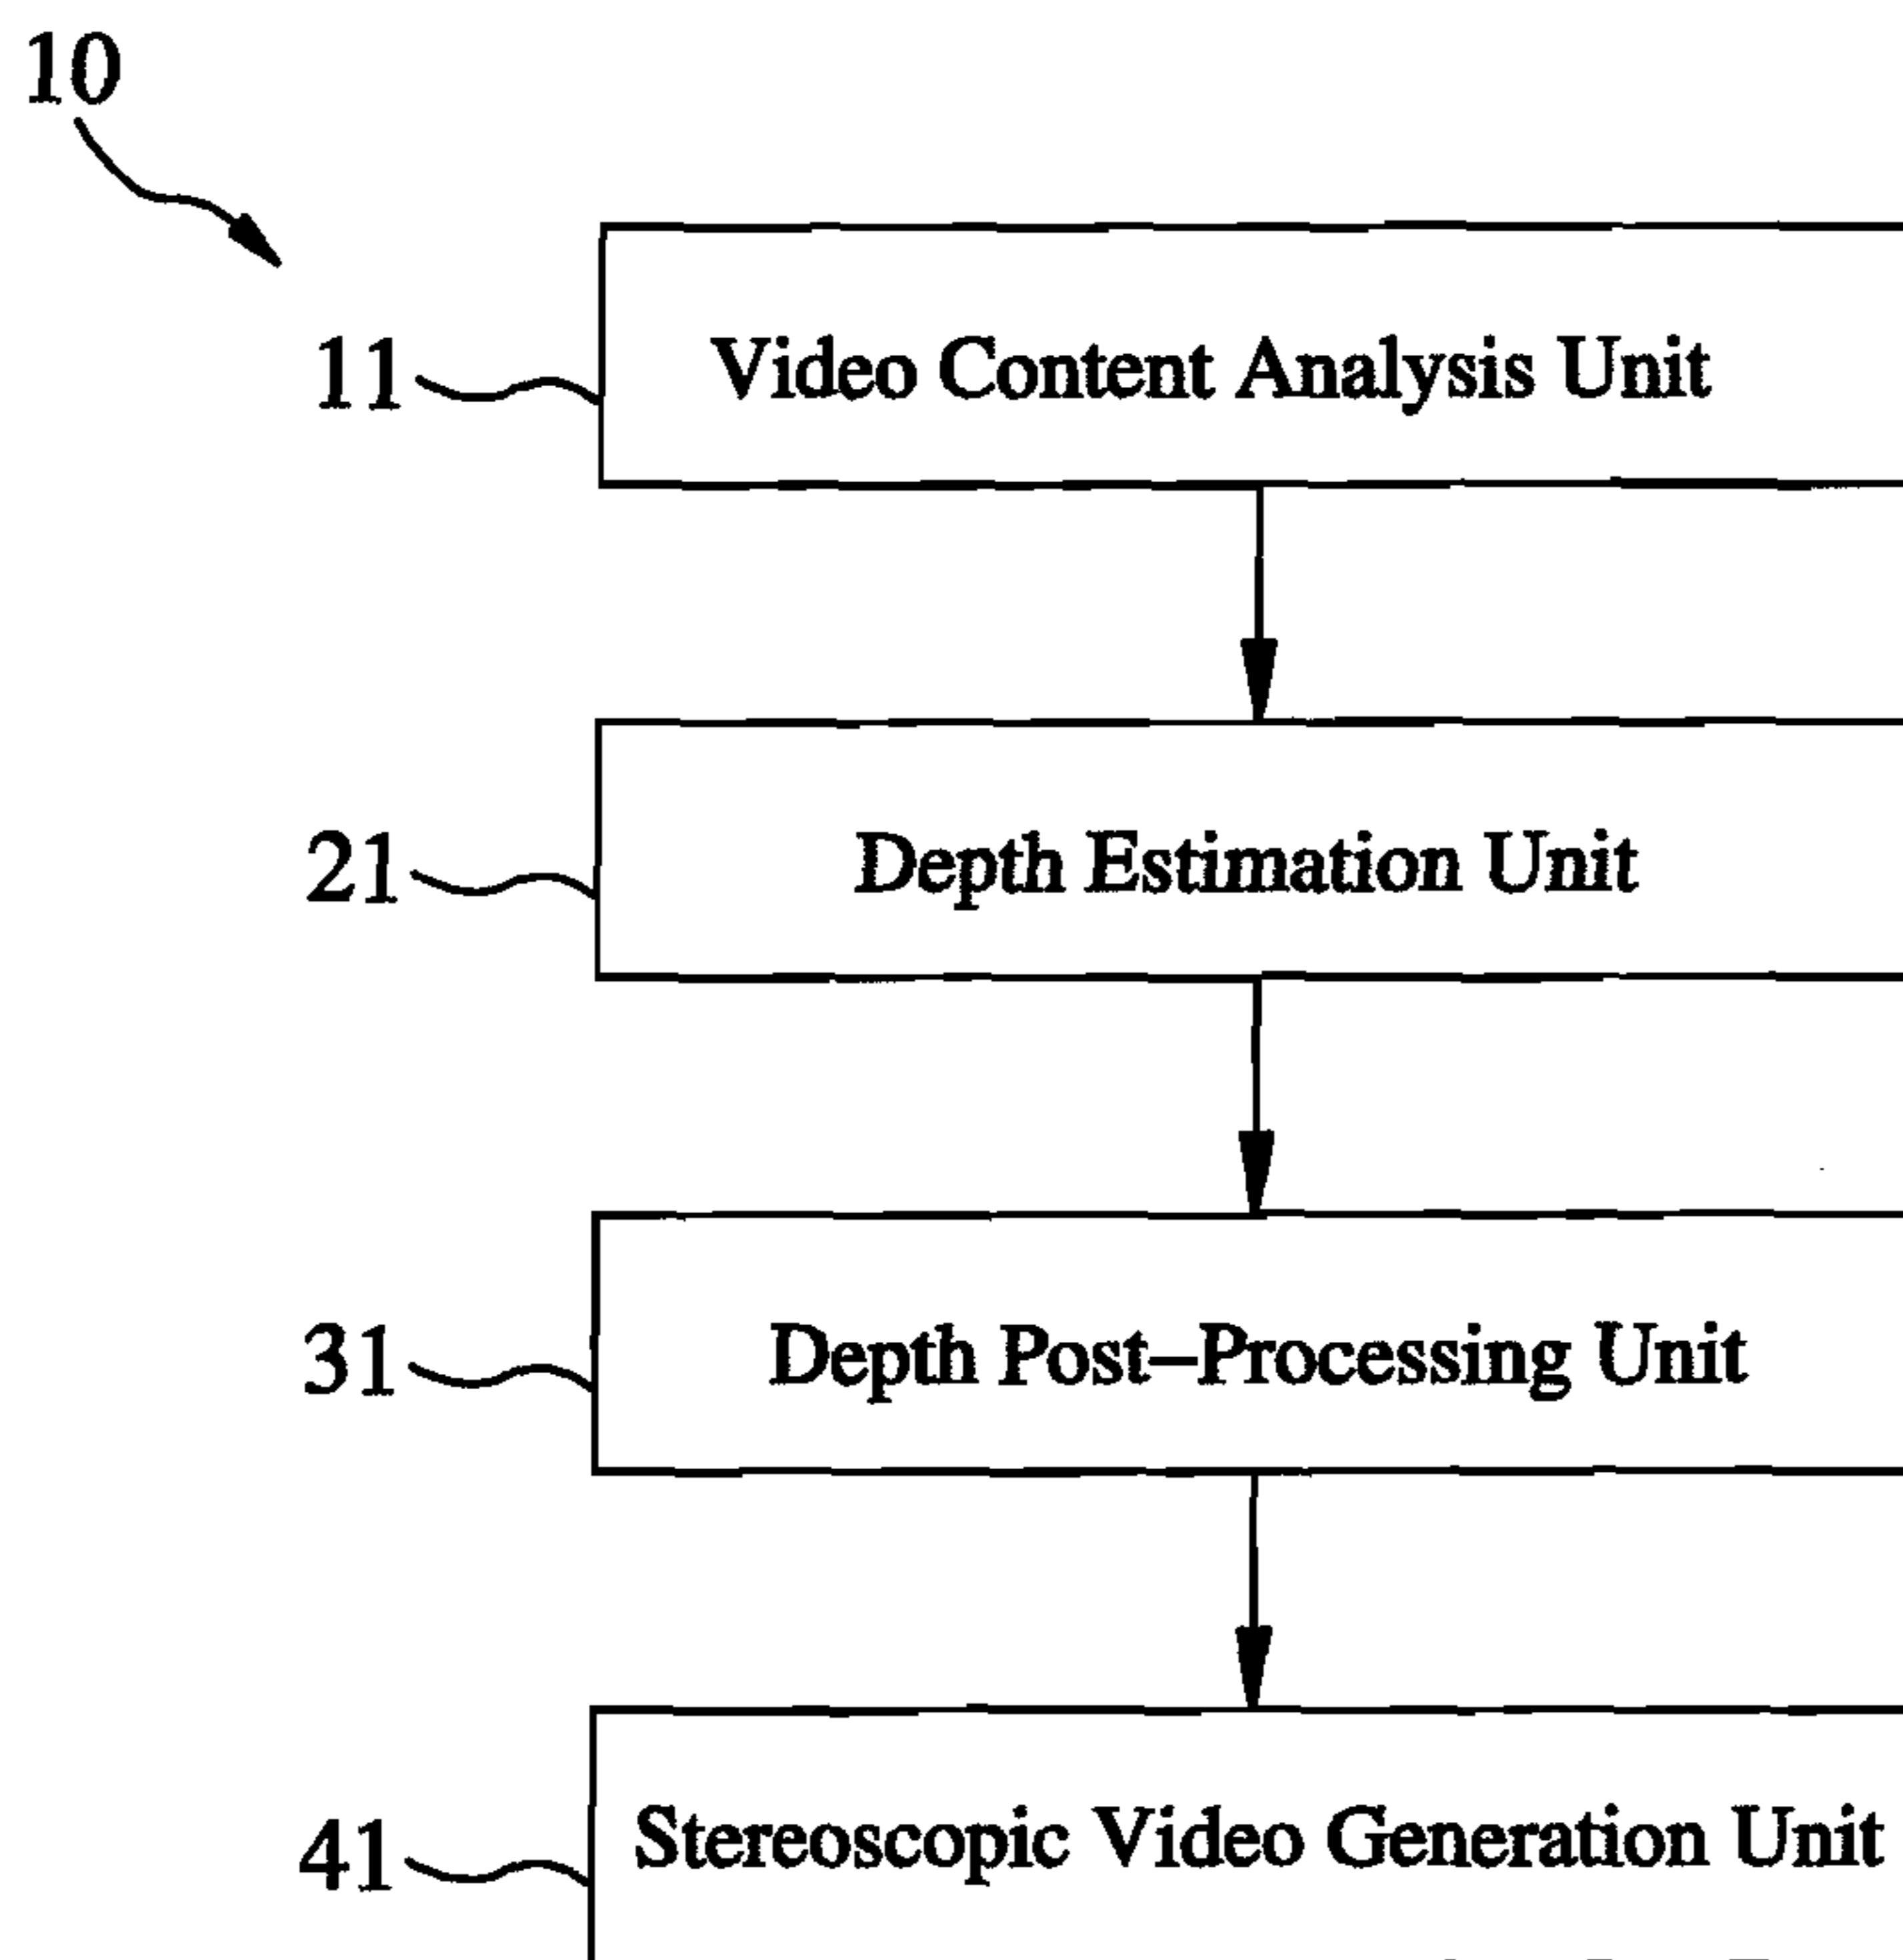 10
11 Video Content Analysis Unit
21 Depth Estimation Unit
31 Depth Post–Processing Unit
41 Stereoscopic Video Generation Unit